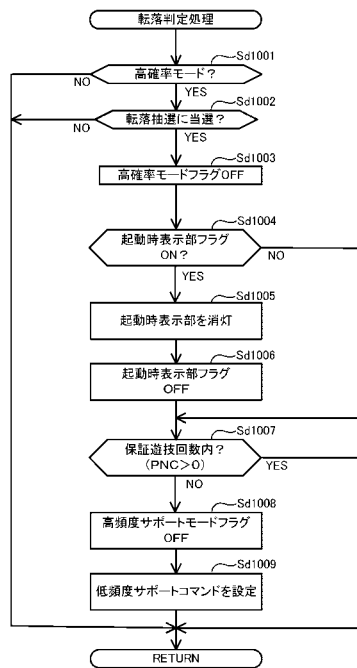 転落判定処理
Sd1001
高確率モード？
NO
YES
Sd1002
転落抽選に当選？
NO
YES
Sd1003
高確率モードフラグOFF
Sd1004
起動時表示部フラグ
ON？
NO
YES
Sd1005
起動時表示部を消灯
Sd1006
起動時表示部フラグ
OFF
Sd1007
保証遊技回数内？
(PNC＞0)
YES
NO
Sd1008
高頻度サポートモードフラグ
OFF
Sd1009
低頻度サポートコマンドを設定
RETURN